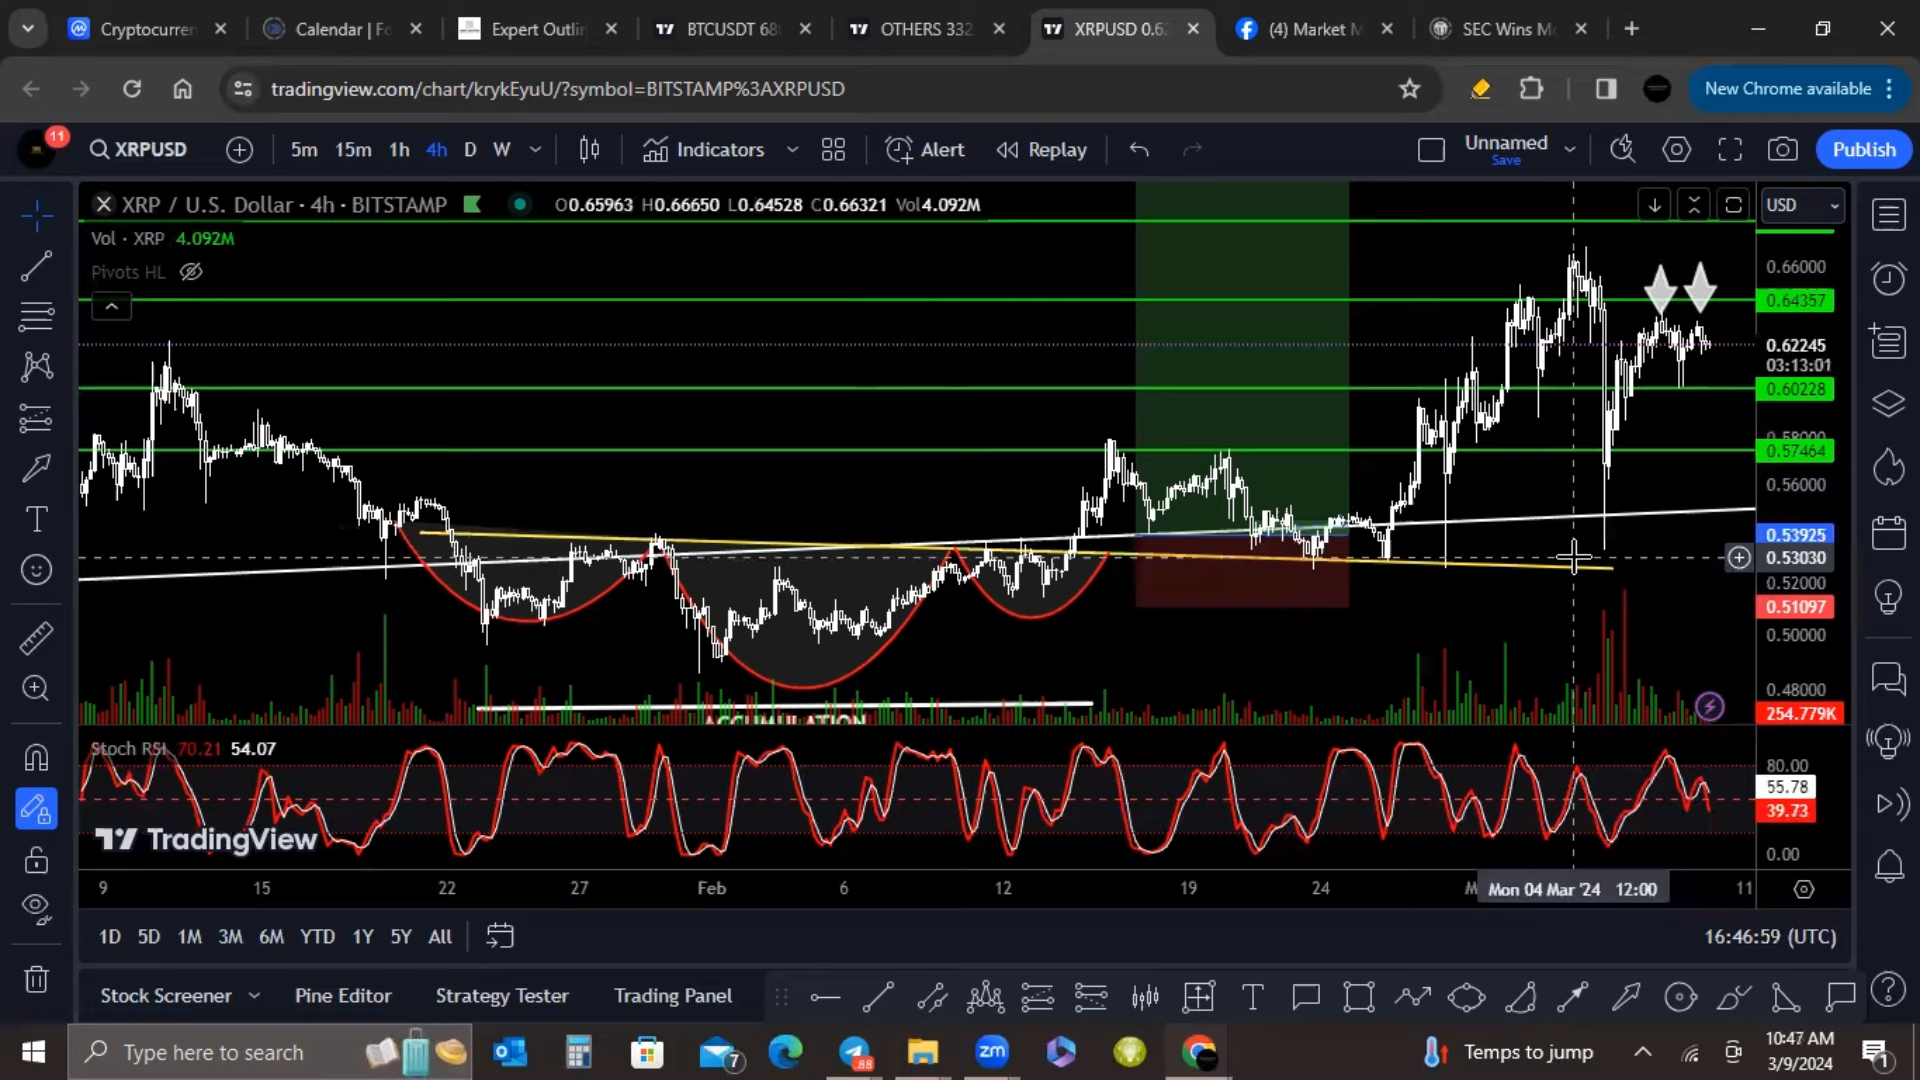 Cryptocurren
Calendar | Fo
Expert Outlin
BTCUSDT 68
OTHERS 332
XRPUSD 0.62
(4) Market M
SEC Wins Mo
tradingview.com/chart/krykEyuU/?symbol=BITSTAMP%3AXRPUSD
New Chrome available
11
XRPUSD
5m 15m 1h 4h D W
Indicators
Alert
Replay
Unnamed
Save
Publish
XRP / U.S. Dollar · 4h · BITSTAMP
O0.65963 H0.66650 L0.64528 C0.66321 Vol4.092M
USD
Vol · XRP 4.092M
Pivots HL
0.66000
0.64357
0.62245
03:13:01
0.60228
0.58000
0.57464
0.56000
0.53925
0.53030
0.52000
0.51097
0.50000
0.48000
254.779K
ACCUMULATION
Stoch RSI 70.21 54.07
80.00
55.78
39.73
0.00
TradingView
9 15 22 27 Feb 6 12 19 24 M Mon 04 Mar '24 12:00 11
1D 5D 1M 3M 6M YTD 1Y 5Y All
16:46:59 (UTC)
Stock Screener
Pine Editor
Strategy Tester
Trading Panel
Type here to search
7
88
zm
Temps to jump
10:47 AM
3/9/2024
1